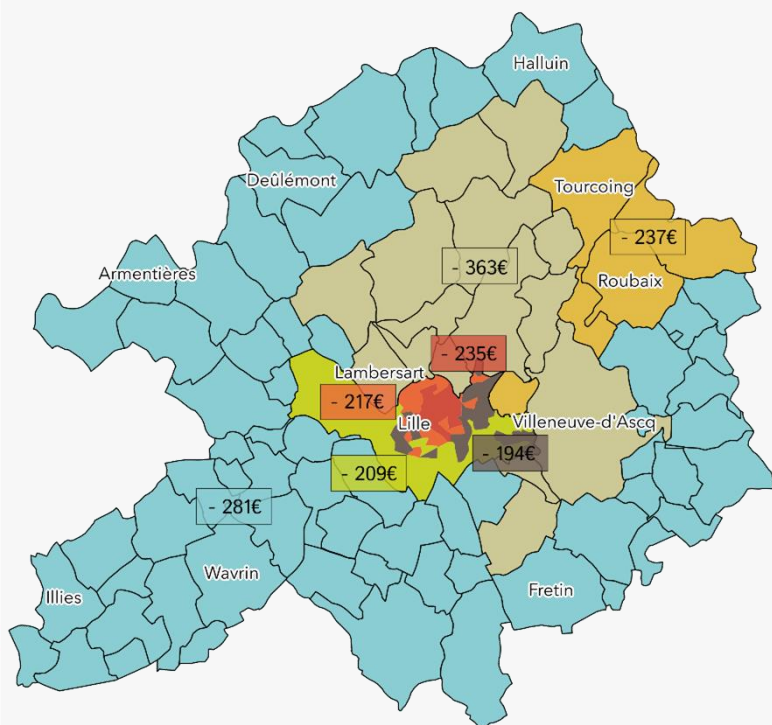 Halluin
Deûlémont
Tourcoing
- 237€
Armentières
- 363€
Roubaix
- 235€
Lambersart
- 217€
Lille
Villeneuve-d'Ascq
- 194€
- 209€
- 281€
Wavrin
Illies
Fretin